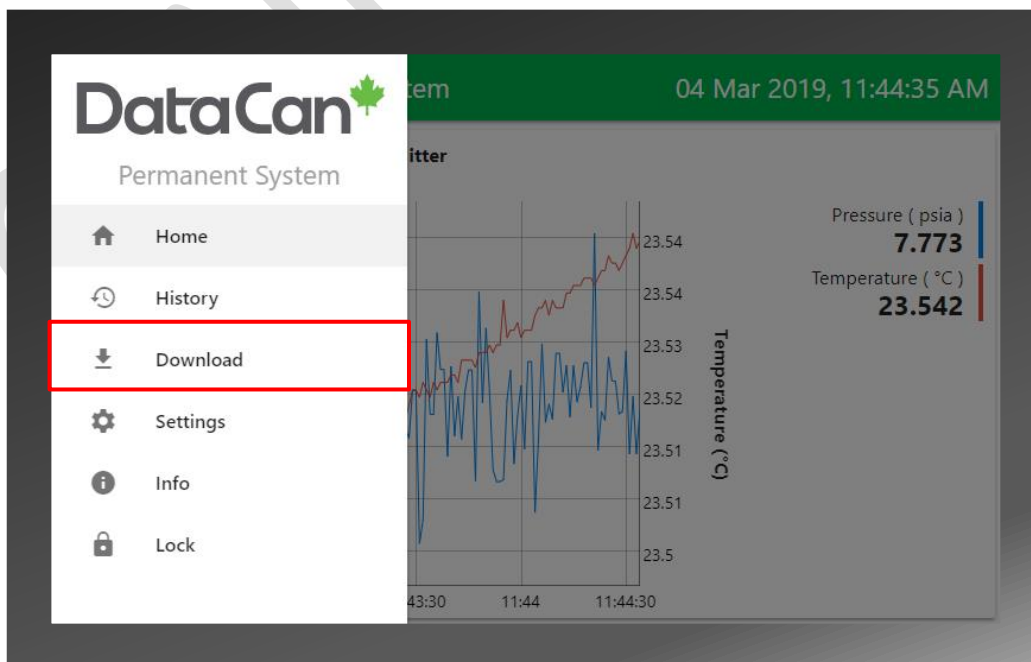 DataCan
Permanent System
Home
History
Download
Settings
Info
Lock
tem
04 Mar 2019, 11:44:35 AM
itter
Pressure ( psia )
7.773
Temperature ( °C )
23.542
23.54
23.54
23.53
23.52
23.51
23.51
23.5
Temperature (°C)
43:30
11:44
11:44:30